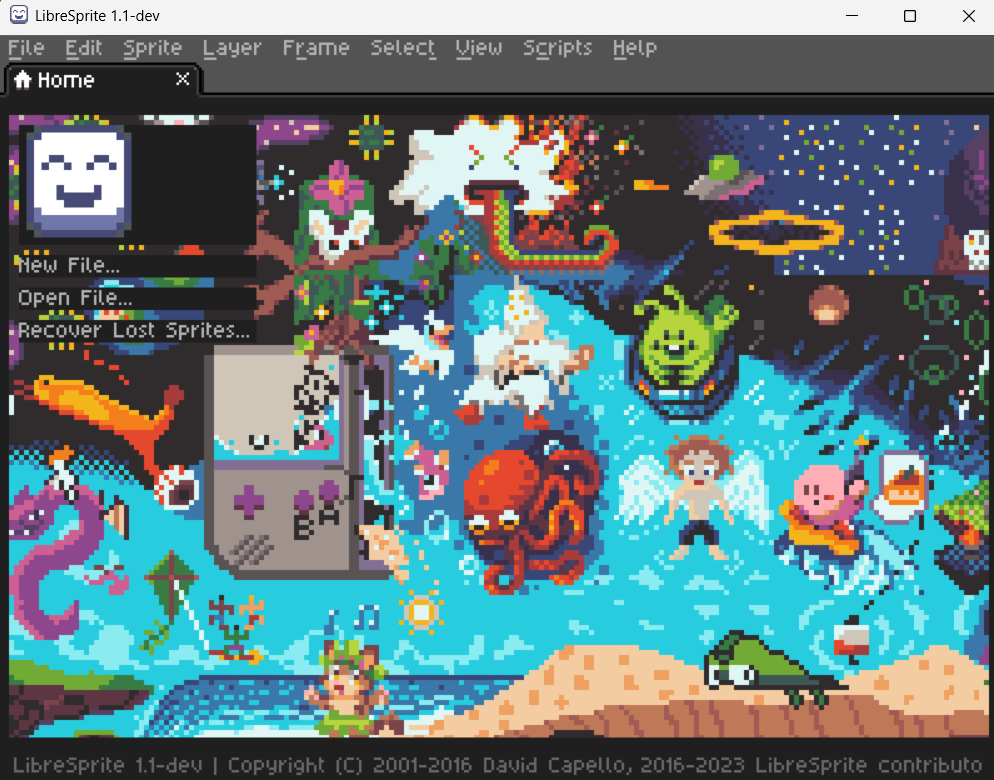 LibreSprite 1.1-dev
File Edit Sprite Layer Frame Select View Scripts Help
Home
New File...
Open File...
Recover Lost Sprites...
B A
LibreSprite 1.1-dev | Copyright (C) 2001-2016 David Capello, 2016-2023 LibreSprite contributo